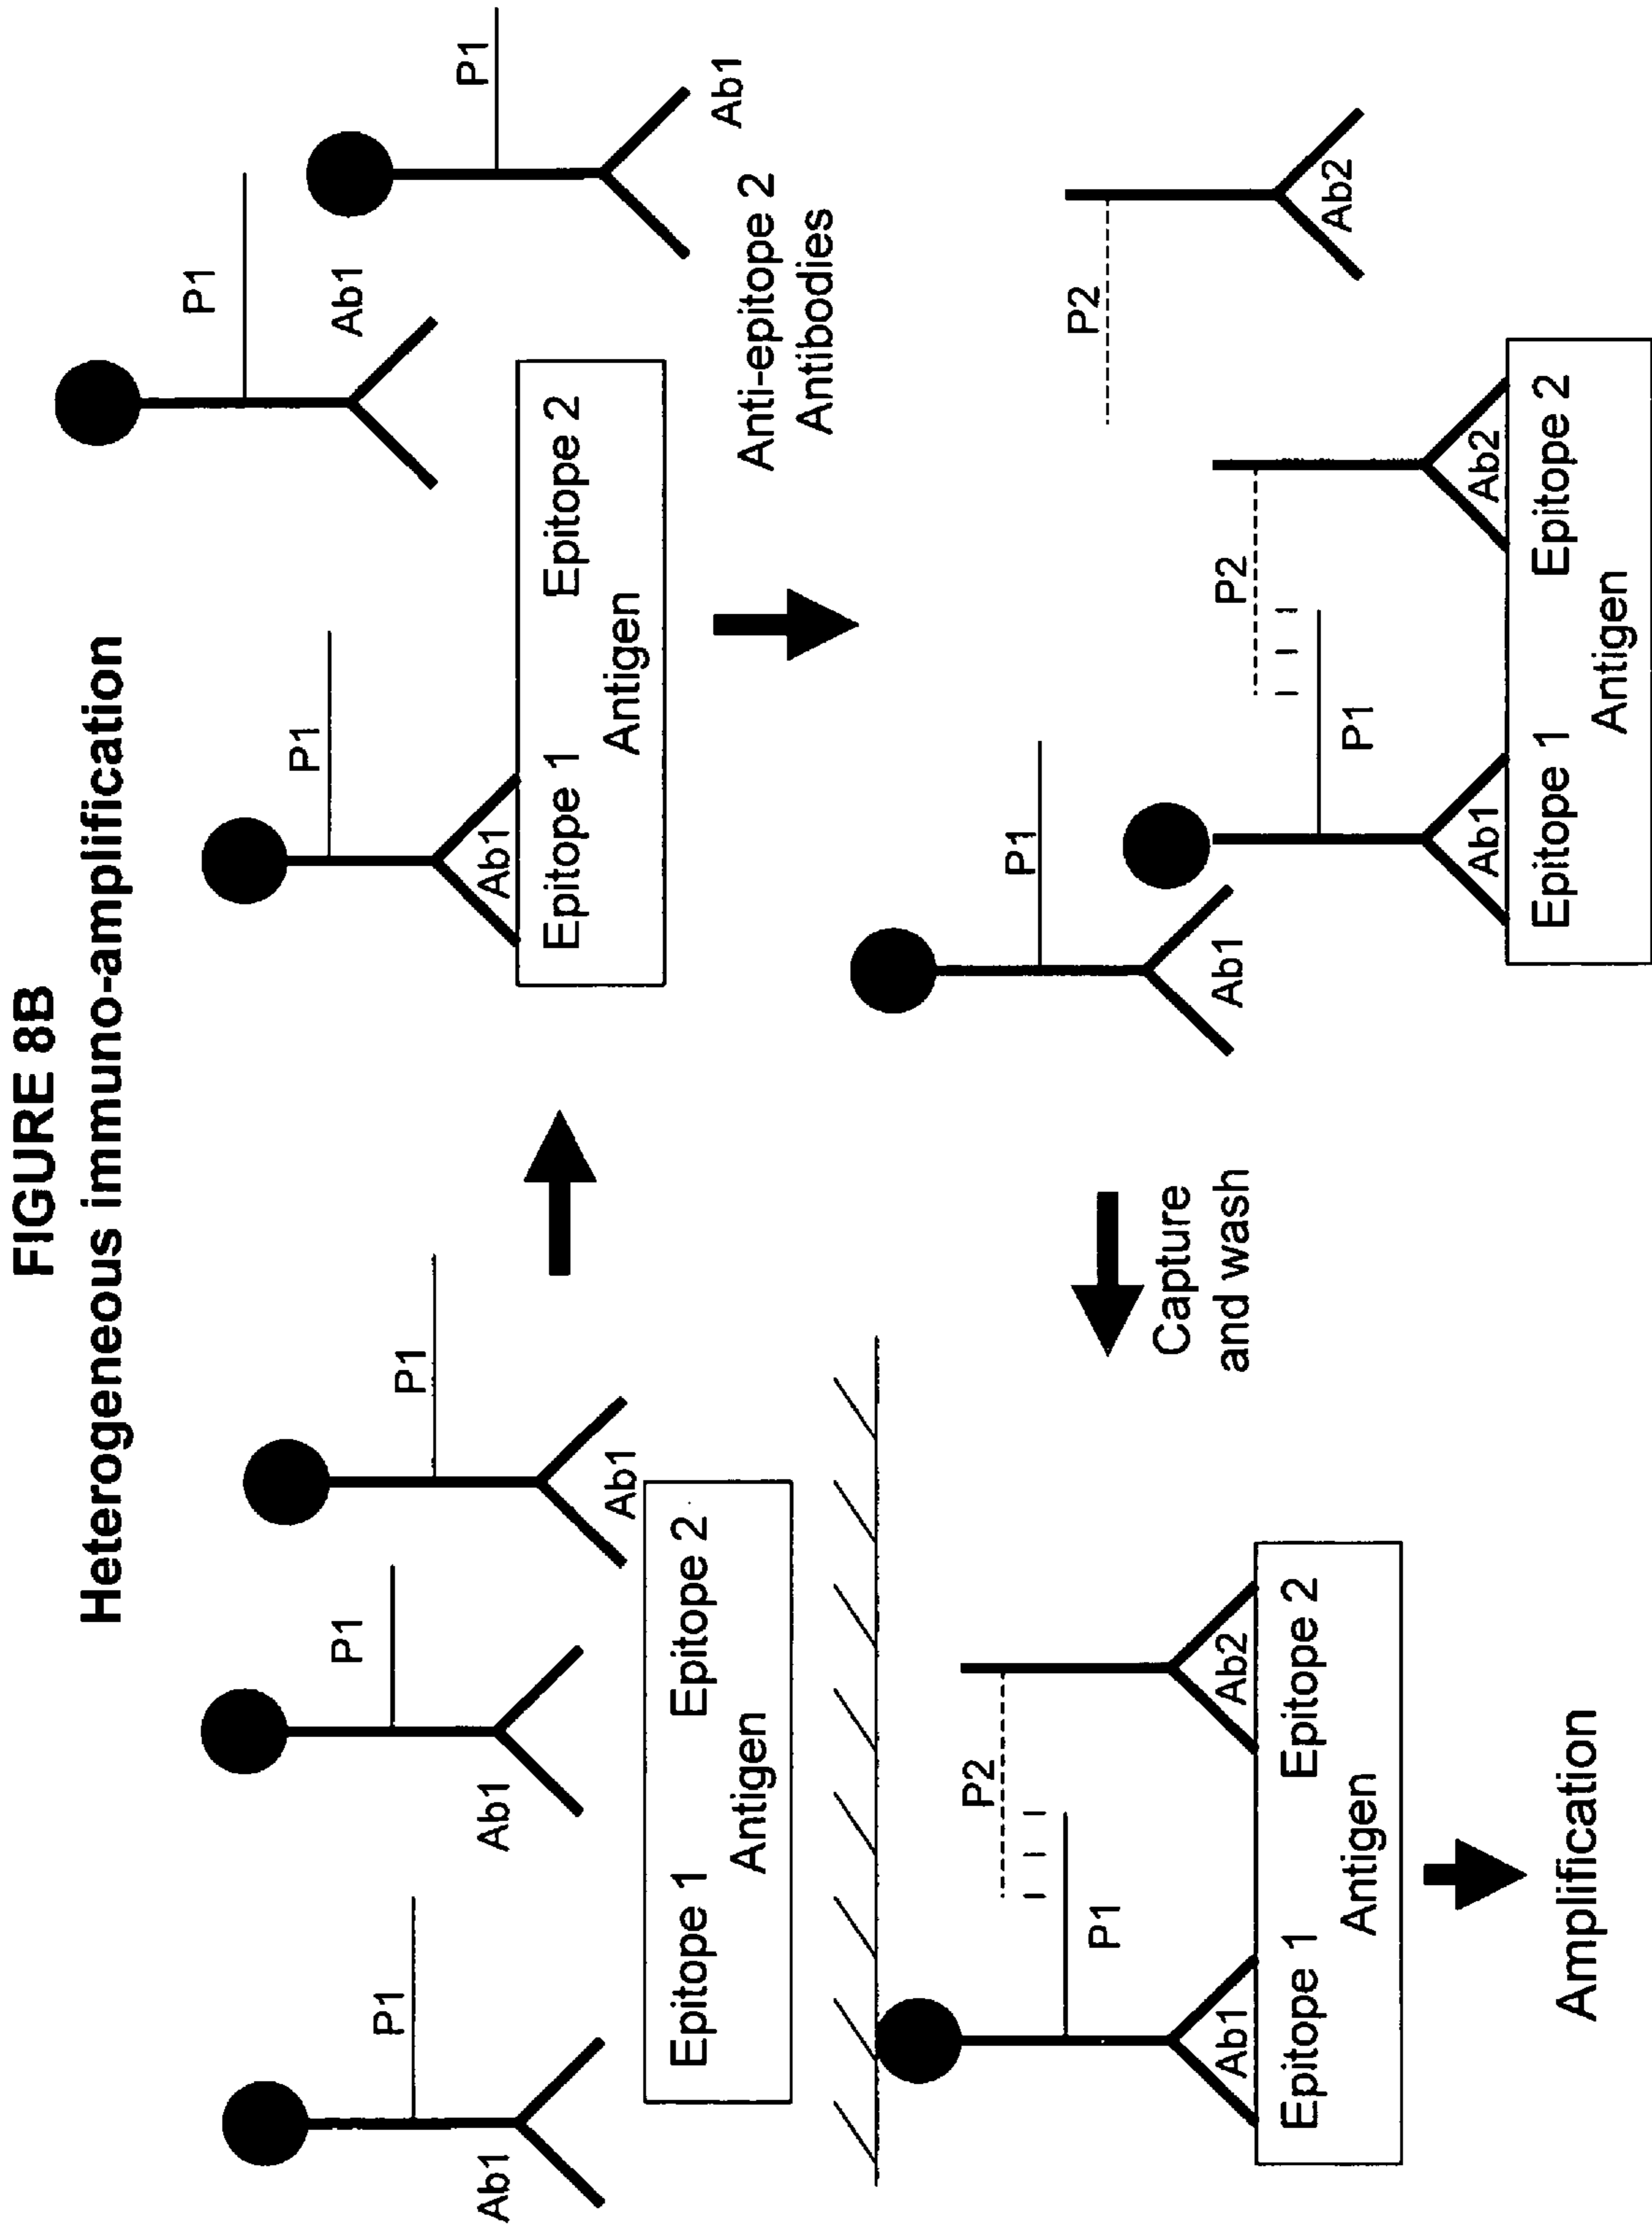 FIGURE 8B
Heterogeneous immuno-amplification
P1
Ab1
P1
Ab1
P1
Ab1
Epitope 1 Epitope 2
Antigen
P1
Ab1
Epitope 1 Epitope 2
Antigen
P1
Ab1
P1
Ab1
Anti-epitope 2
Antibodies
P1
Ab1
P2
P1
Ab1
Ab2
Epitope 1 Epitope 2
Antigen
P2
Ab2
Capture
and wash
P2
P1
Ab1
Ab2
Epitope 1 Epitope 2
Antigen
Amplification